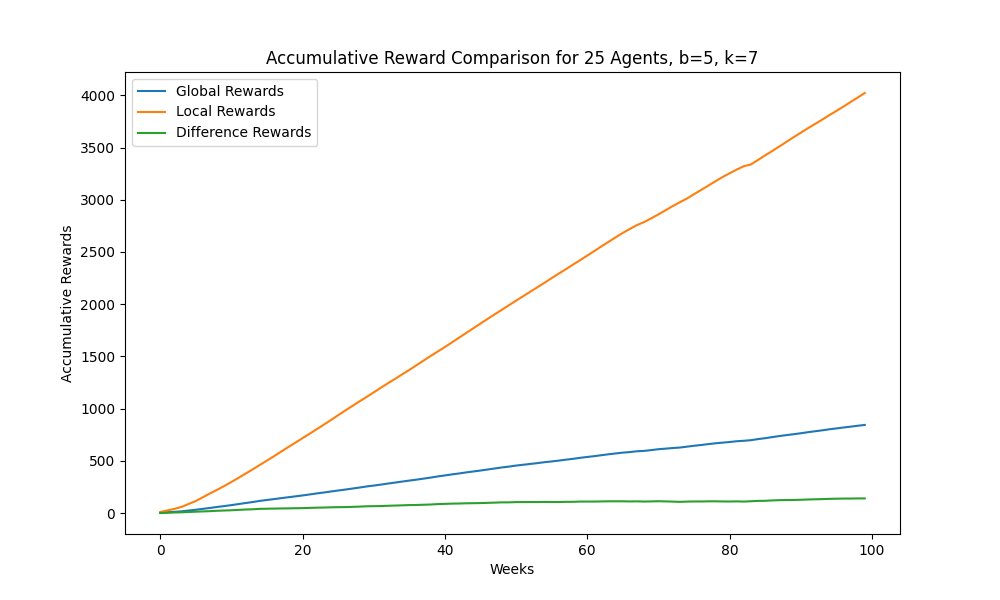 Accumulative Reward Comparison for 25 Agents, b=5, k=7
Global Rewards
Local Rewards
Difference Rewards
Accumulative Rewards
4000
3500
3000
2500
2000
1500
1000
500
0
0 20 40 60 80 100
Weeks